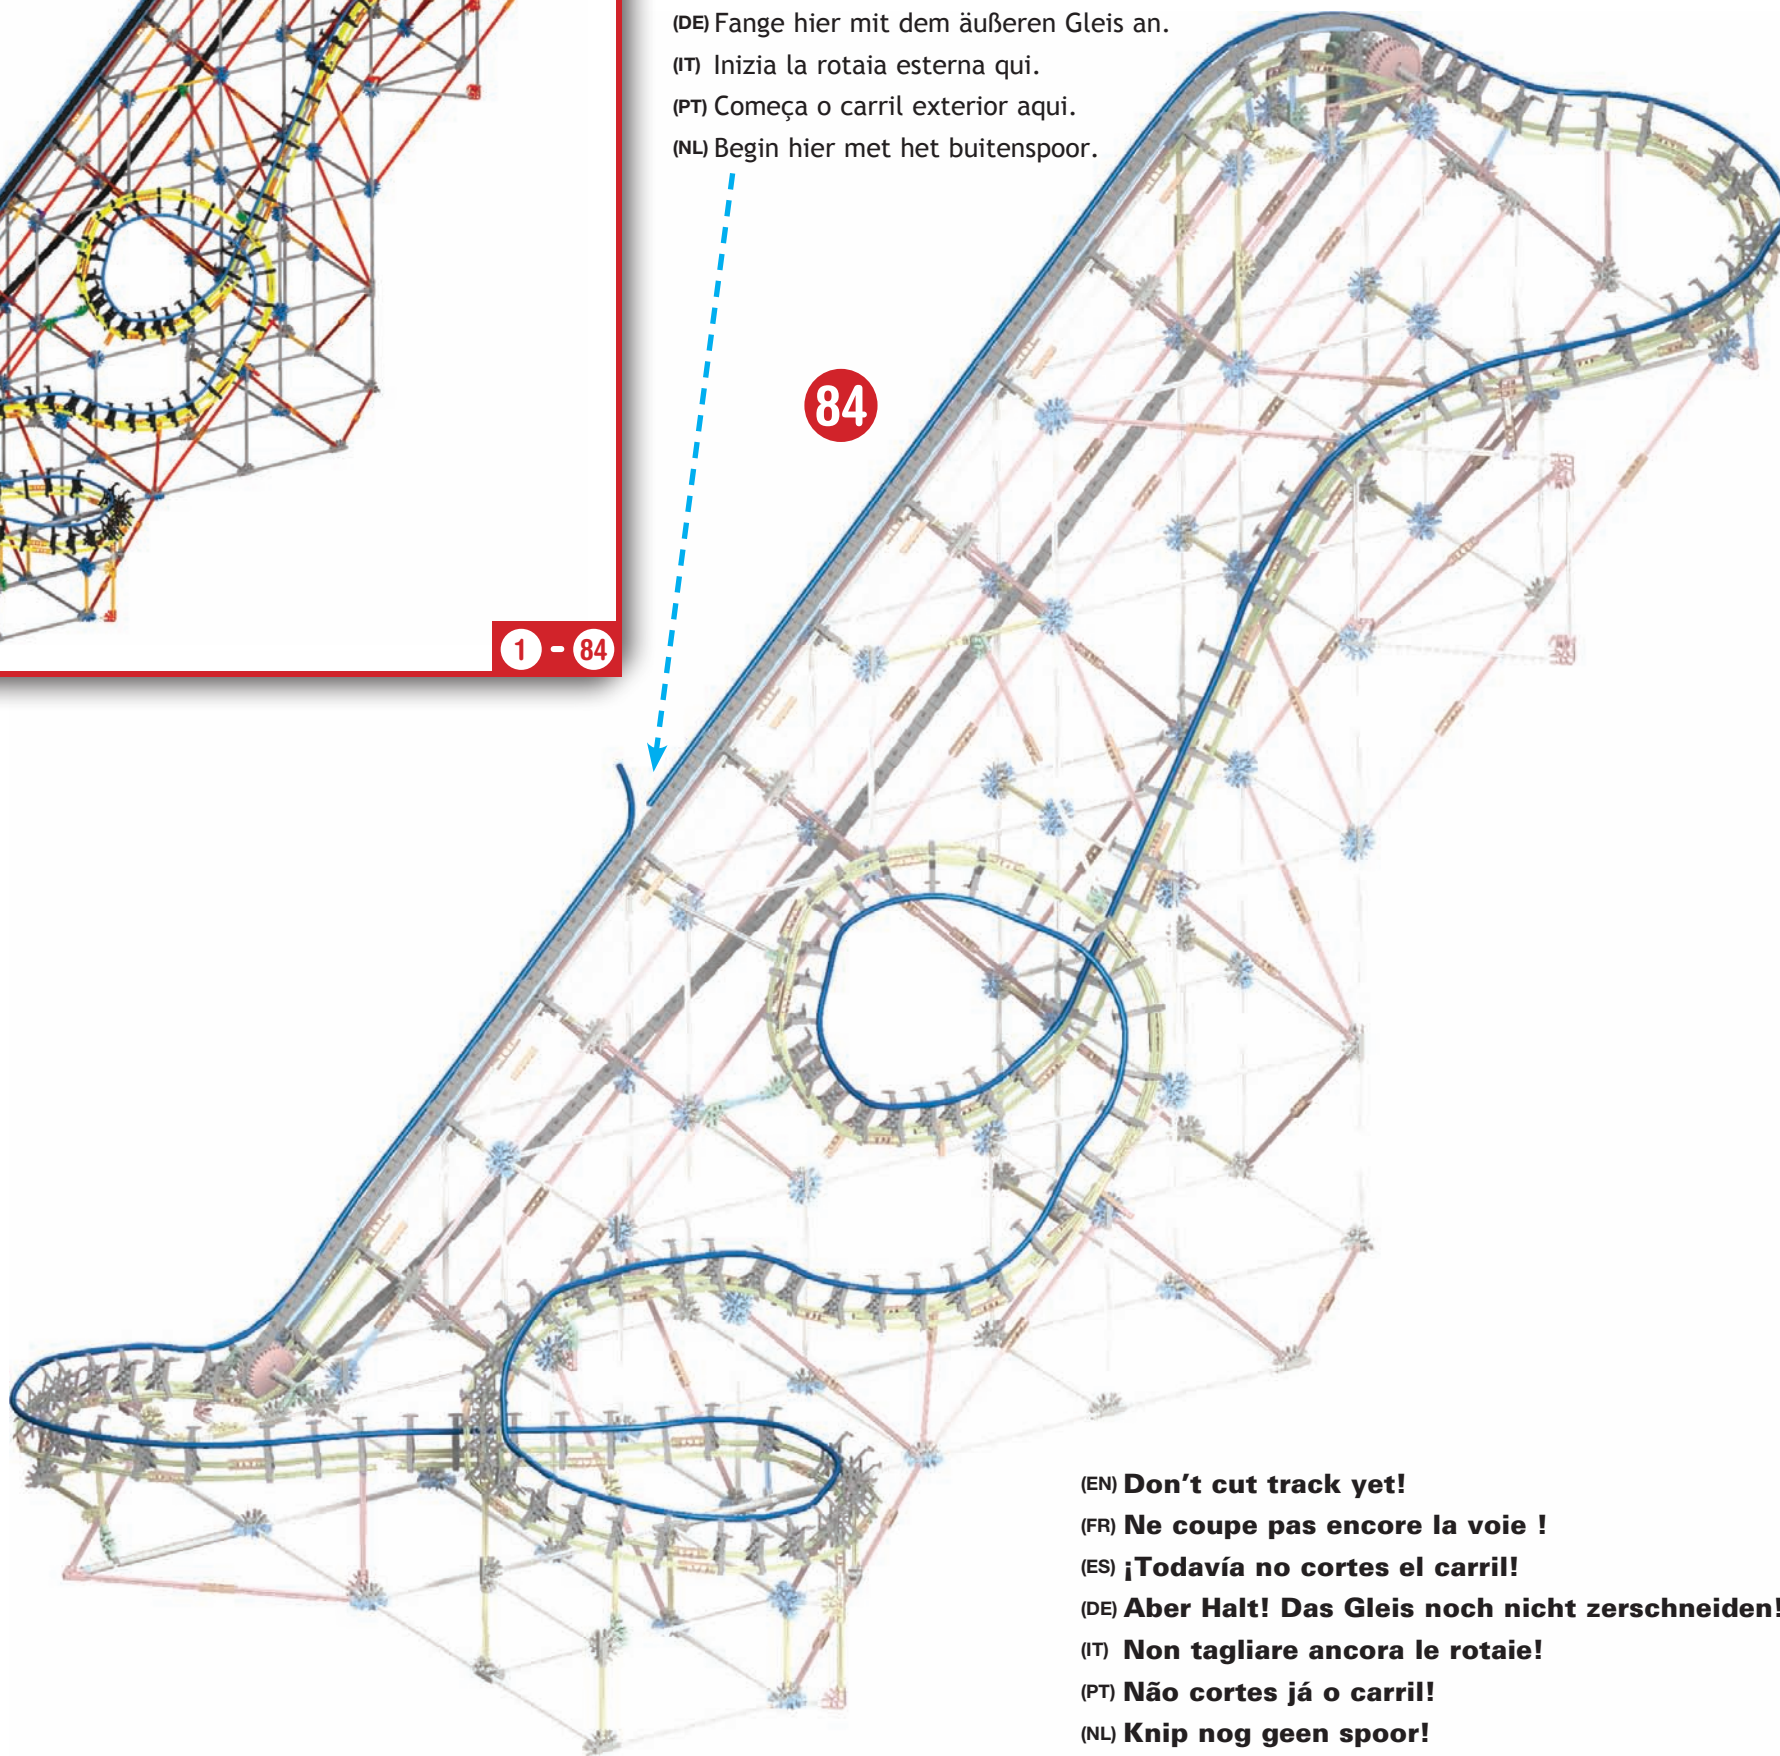 (DE) Fange hier mit dem äußeren Gleis an.
(IT) Inizia la rotaia esterna qui.
(PT) Começa o carril exterior aqui.
(NL) Begin hier met het buitenspoor.
84
1 - 84
(EN) Don't cut track yet!
(FR) Ne coupe pas encore la voie !
(ES) ¡Todavía no cortes el carril!
(DE) Aber Halt! Das Gleis noch nicht zerschneiden!
(IT) Non tagliare ancora le rotaie!
(PT) Não cortes já o carril!
(NL) Knip nog geen spoor!